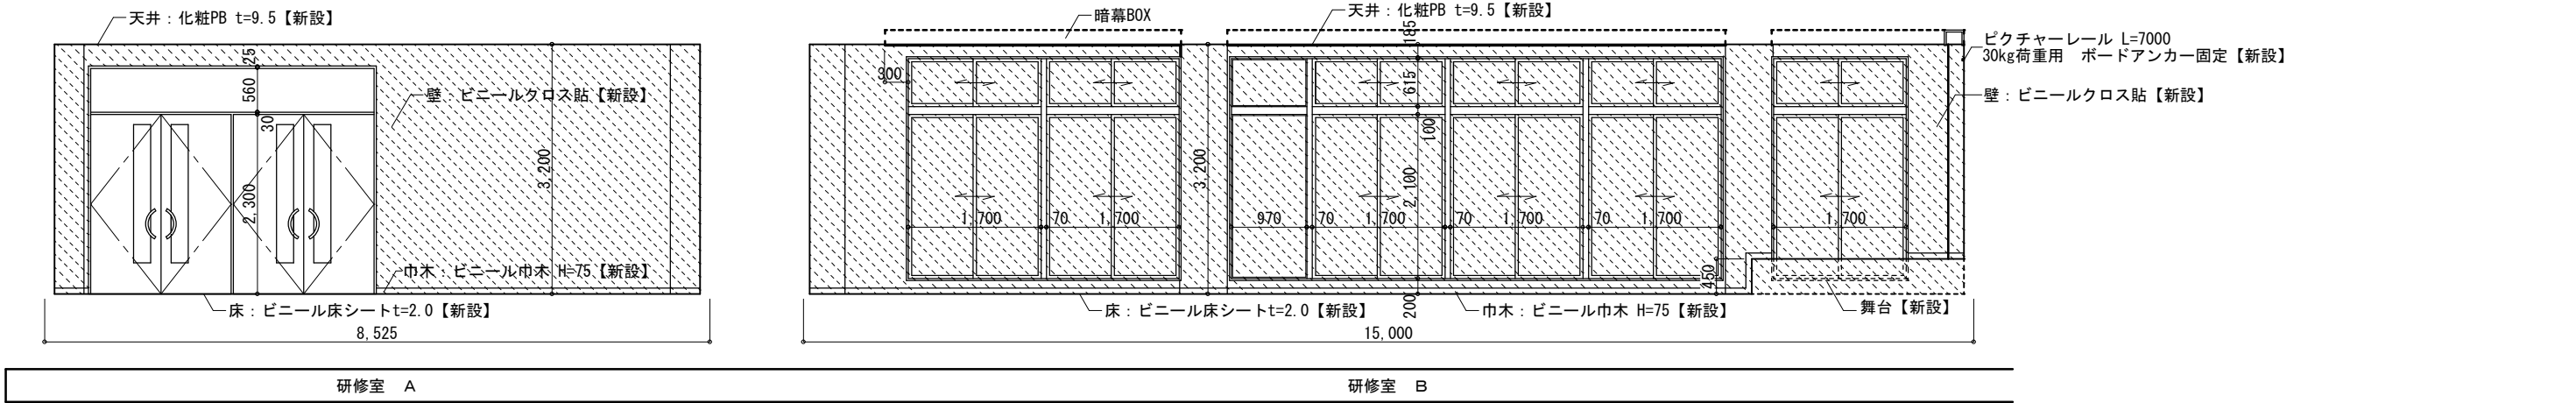 天井：化粧PB t=9.5【新設】
25
560
30
2,300
3,200
壁：ビニールクロス貼【新設】
巾木：ビニール巾木 H=75【新設】
床：ビニール床シートt=2.0【新設】
8,525
研修室　A
暗幕BOX
天井：化粧PB t=9.5【新設】
185
ピクチャーレール L=7000
30kg荷重用　ボードアンカー固定【新設】
壁：ビニールクロス貼【新設】
300
615
100
3,200
2,100
1,700
70
1,700
970
70
1,700
70
1,700
70
1,700
1,700
450
200
床：ビニール床シートt=2.0【新設】
巾木：ビニール巾木 H=75【新設】
舞台【新設】
15,000
研修室　B